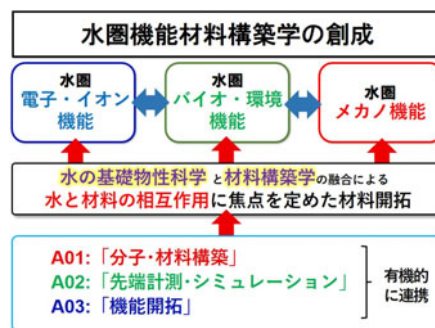 水圏機能材料構築学の創成
水圏
電子・イオン
機能
水圏
バイオ・環境
機能
水圏
メカノ機能
水の基礎物性科学と材料構築学の融合による
水と材料の相互作用に焦点を定めた材料開拓
A01:「分子・材料構築」
A02:「先端計測・シミュレーション」
A03:「機能開拓」
有機的
に連携